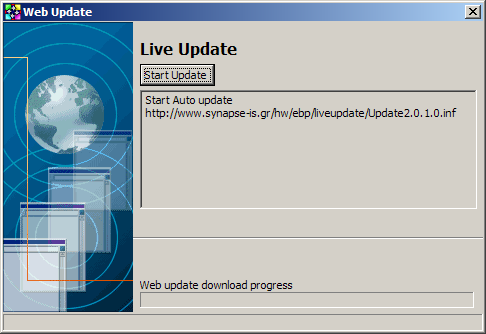 Web Update
Live Update
Start Update
Start Auto update
http://www.synapse-is.gr/hw/ebp/liveupdate/Update2.0.1.0.inf
Web update download progress